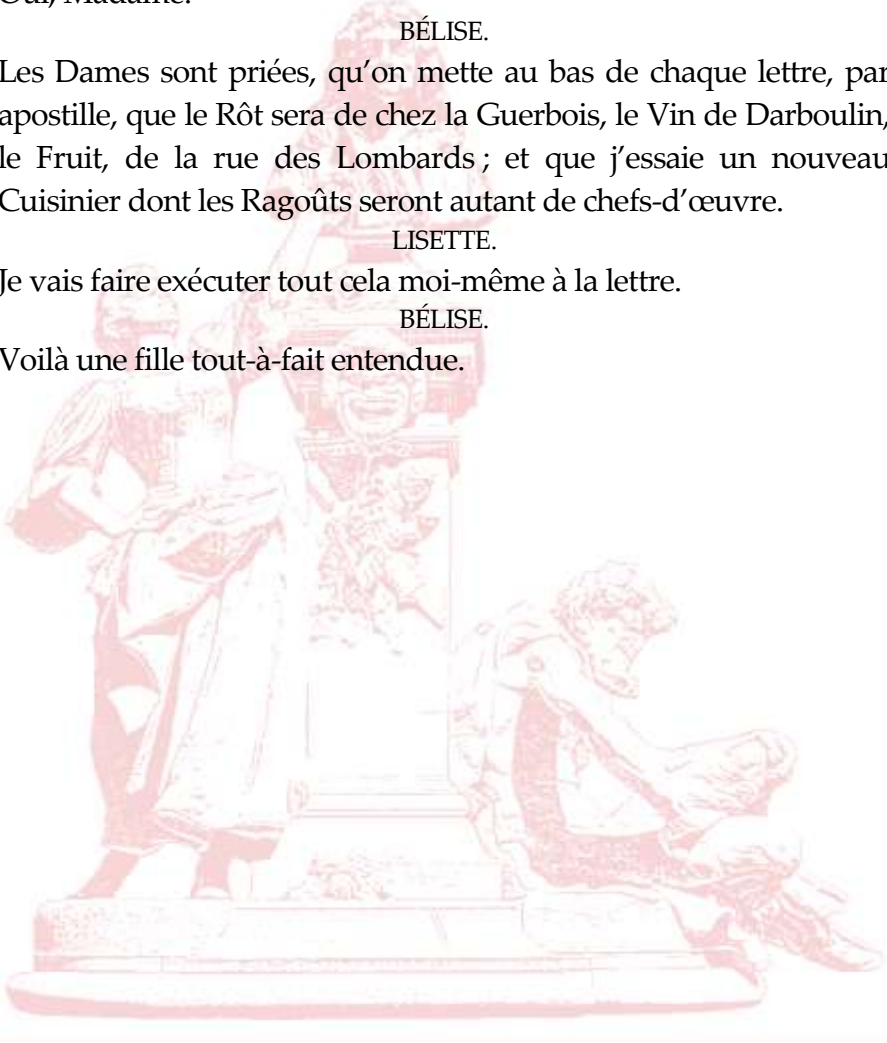 Oui, Madame.
BÉLISE.
Les Dames sont priées, qu’on mette au bas de chaque lettre, par
apostille, que le Rôt sera de chez la Guerbois, le Vin de Darboulin,
le Fruit, de la rue des Lombards ; et que j’essaie un nouveau
Cuisinier dont les Ragoûts seront autant de chefs-d’œuvre.
LISETTE.
Je vais faire exécuter tout cela moi-même à la lettre.
BÉLISE.
Voilà une fille tout-à-fait entendue.